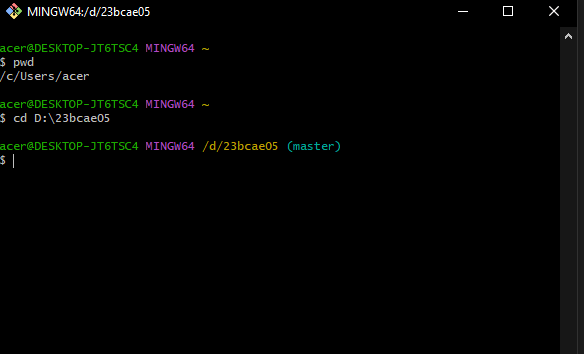 MINGW64:/d/23bcae05
acer@DESKTOP-JT6TSC4 MINGW64 ~
$ pwd
/c/Users/acer
acer@DESKTOP-JT6TSC4 MINGW64 ~
$ cd D:\23bcae05
acer@DESKTOP-JT6TSC4 MINGW64 /d/23bcae05 (master)
$